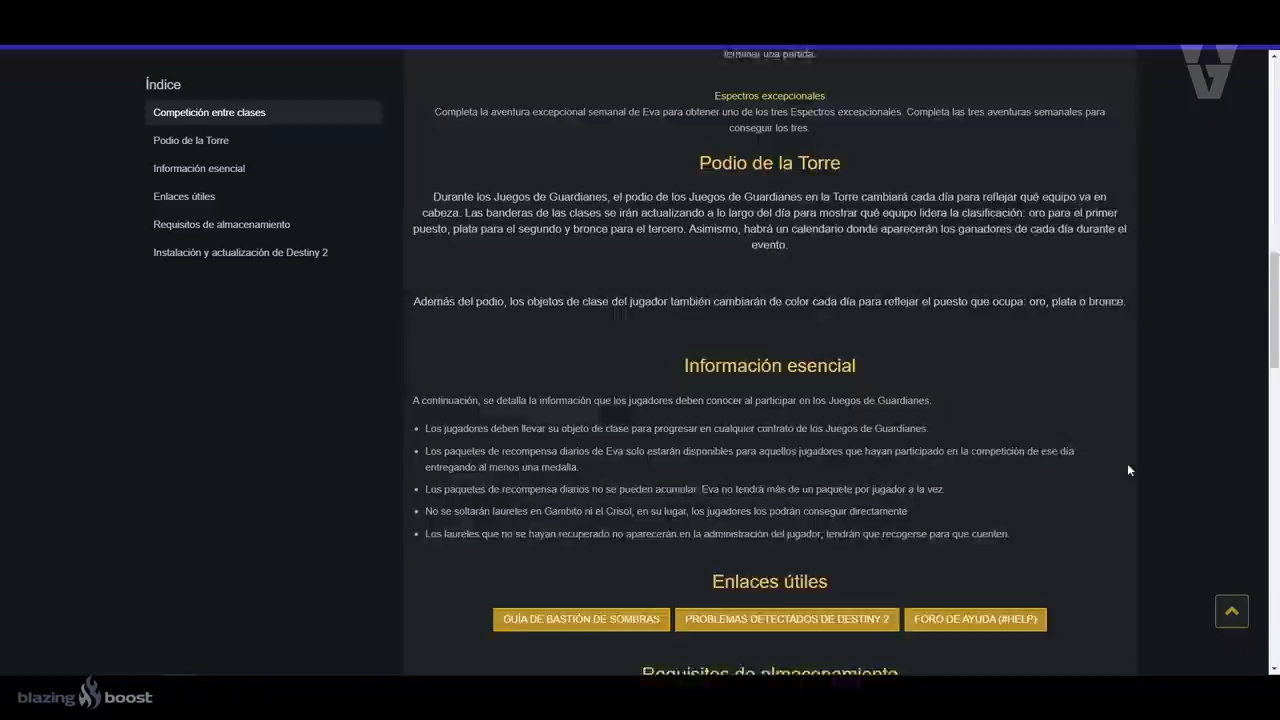 terminar una partida.
Índice
Competición entre clases
Podio de la Torre
Información esencial
Enlaces útiles
Requisitos de almacenamiento
Instalación y actualización de Destiny 2
Espectros excepcionales
Completa la aventura excepcional semanal de Eva para obtener uno de los tres Espectros excepcionales. Completa las tres aventuras semanales para
conseguir los tres.
Podio de la Torre
Durante los Juegos de Guardianes, el podio de los Juegos de Guardianes en la Torre cambiará cada día para reflejar qué equipo va en
cabeza. Las banderas de las clases se irán actualizando a lo largo del día para mostrar qué equipo lidera la clasificación: oro para el primer
puesto, plata para el segundo y bronce para el tercero. Asimismo, habrá un calendario donde aparecerán los ganadores de cada día durante el
evento.
Además del podio, los objetos de clase del jugador también cambiarán de color cada día para reflejar el puesto que ocupa: oro, plata o bronce.
Información esencial
A continuación, se detalla la información que los jugadores deben conocer al participar en los Juegos de Guardianes.
• Los jugadores deben llevar su objeto de clase para progresar en cualquier contrato de los Juegos de Guardianes.
• Los paquetes de recompensa diarios de Eva solo estarán disponibles para aquellos jugadores que hayan participado en la competición de ese día
entregando al menos una medalla.
• Los paquetes de recompensa diarios no se pueden acumular. Eva no tendrá más de un paquete por jugador a la vez.
• No se soltarán laureles en Gambito ni el Crisol, en su lugar, los jugadores los podrán conseguir directamente
• Los laureles que no se hayan recuperado no aparecerán en la administración del jugador; tendrán que recogerse para que cuenten.
Enlaces útiles
GUÍA DE BASTIÓN DE SOMBRAS
PROBLEMAS DETECTADOS DE DESTINY 2
FORO DE AYUDA (#HELP)
Requisitos de almacenamiento
blazing boost